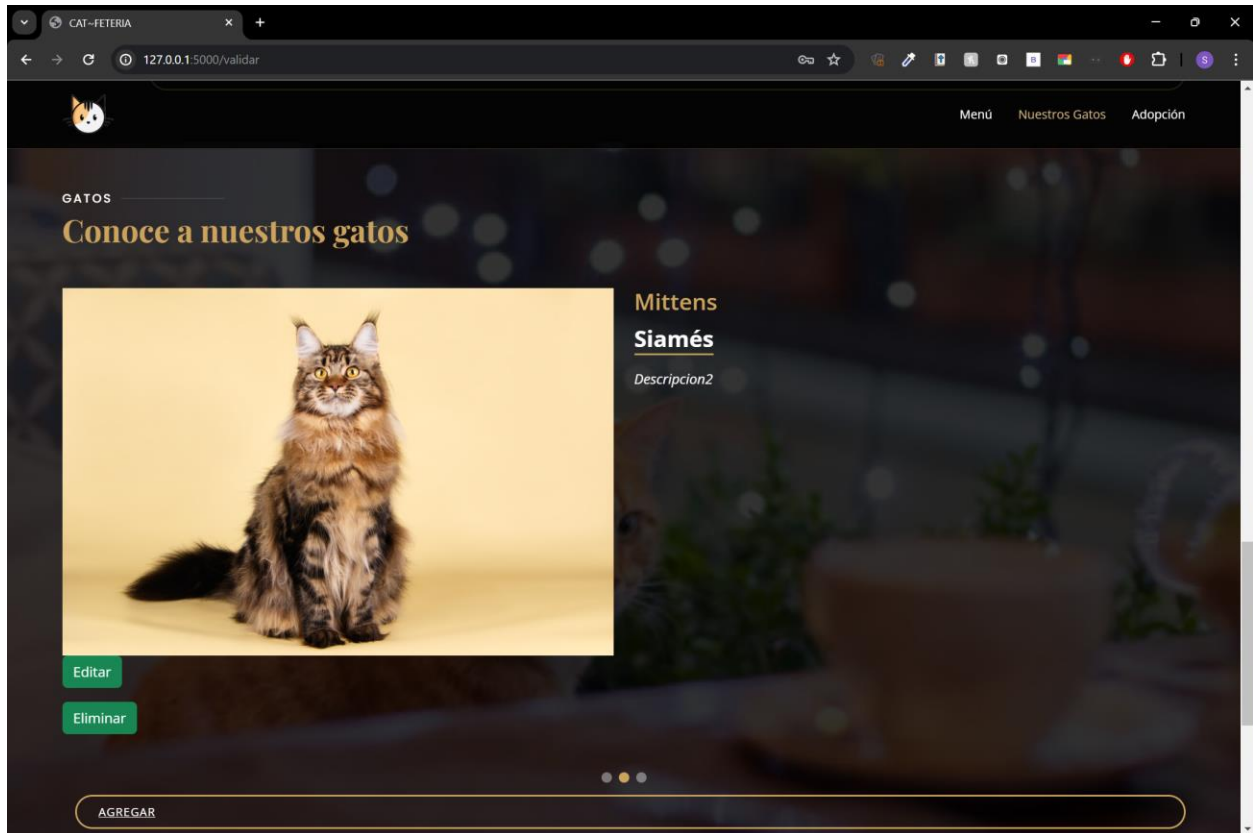 CAT~FETERIA
127.0.0.1:5000/validar
B
S
Menú Nuestros Gatos Adopción
GATOS
Conoce a nuestros gatos
Mittens
Siamés
Descripcion2
Editar
Eliminar
AGREGAR